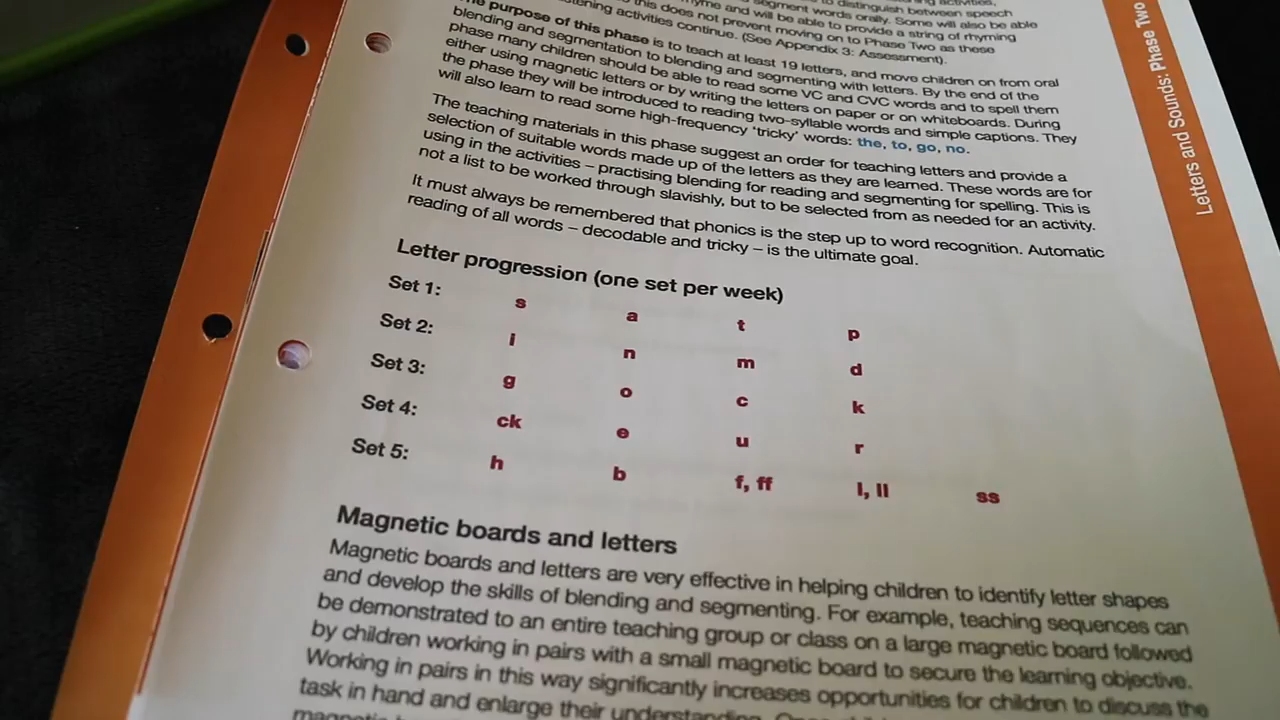 to distinguish between speech
segment words orally. Some will also be able
rhyme and will be able to provide a string of rhyming
this does not prevent moving on to Phase Two as these
listening activities continue. (See Appendix 3: Assessment).
The purpose of this phase is to teach at least 19 letters, and move children on from oral
blending and segmentation to blending and segmenting with letters. By the end of the
phase many children should be able to read some VC and CVC words and to spell them
either using magnetic letters or by writing the letters on paper or on whiteboards. During
the phase they will be introduced to reading two-syllable words and simple captions. They
will also learn to read some high-frequency 'tricky' words: the, to, go, no.
The teaching materials in this phase suggest an order for teaching letters and provide a
selection of suitable words made up of the letters as they are learned. These words are for
using in the activities – practising blending for reading and segmenting for spelling. This is
not a list to be worked through slavishly, but to be selected from as needed for an activity.
It must always be remembered that phonics is the step up to word recognition. Automatic
reading of all words – decodable and tricky – is the ultimate goal.
Letter progression (one set per week)
Set 1: s a t p
Set 2: i n m d
Set 3: g o c k
Set 4: ck e u r
Set 5: h b f, ff l, ll ss
Magnetic boards and letters
Magnetic boards and letters are very effective in helping children to identify letter shapes
and develop the skills of blending and segmenting. For example, teaching sequences can
be demonstrated to an entire teaching group or class on a large magnetic board followed
by children working in pairs with a small magnetic board to secure the learning objective.
Working in pairs in this way significantly increases opportunities for children to discuss the
task in hand and enlarge their understanding.
Letters and Sounds: Phase Two